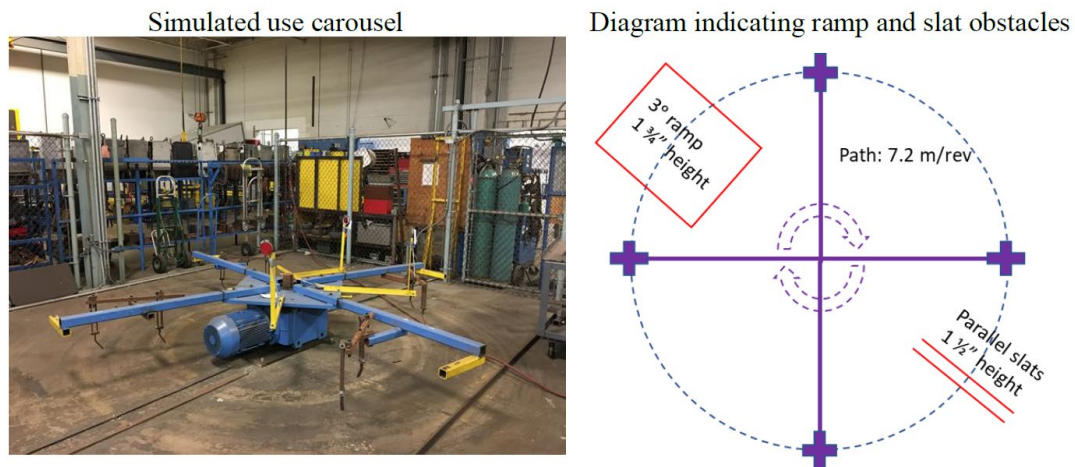 Simulated use carousel
Diagram indicating ramp and slat obstacles
3° ramp
1 ¾” height
Path: 7.2 m/rev
Parallel slats
1 ½” height